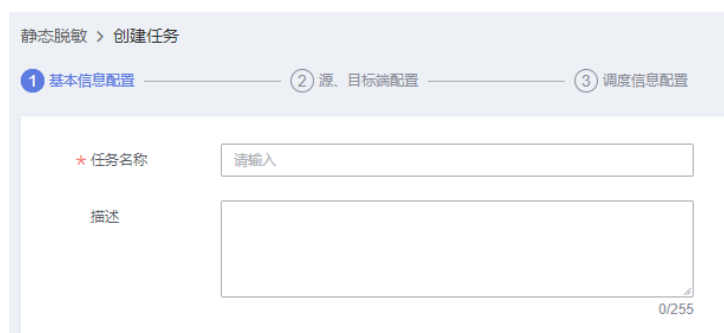 静态脱敏 > 创建任务
1 基本信息配置 2 源、目标端配置 3 调度信息配置
* 任务名称 请输入
描述
0/255